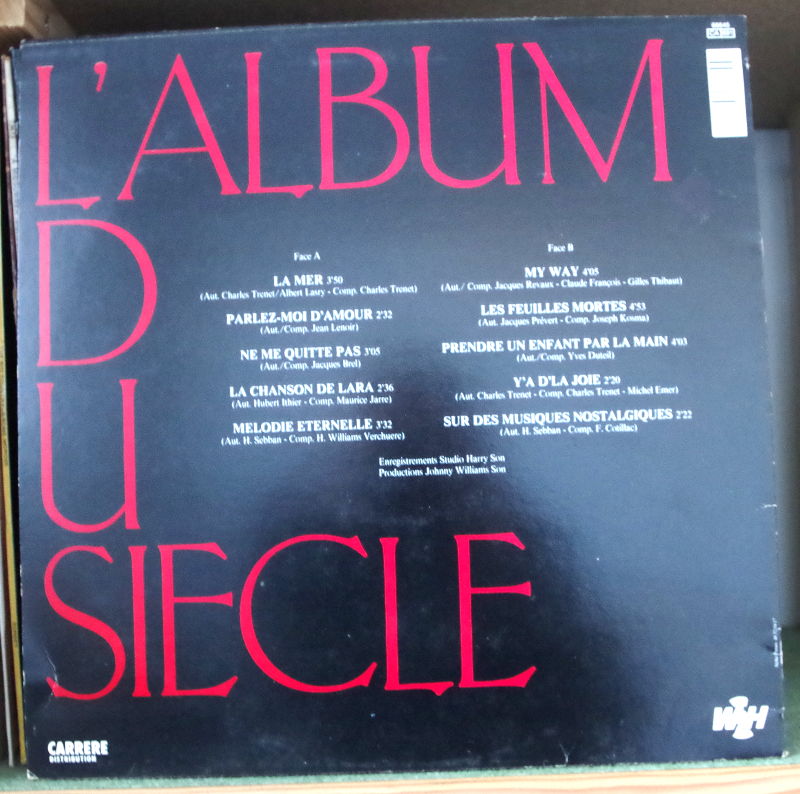 L'ALBUM
DU
SIECLE
Face A
LA MER 3'50
(Aut. Charles Trenet/Albert Lasry - Comp. Charles Trenet)
PARLEZ-MOI D'AMOUR 2'32
(Aut./Comp. Jean Lenoir)
NE ME QUITTE PAS 3'05
(Aut./Comp. Jacques Brel)
LA CHANSON DE LARA 2'36
(Aut. Hubert Ithier - Comp. Maurice Jarre)
MELODIE ETERNELLE 3'32
(Aut. H. Sebban - Comp. H. Williams Verchuere)
Face B
MY WAY 4'05
(Aut./ Comp. Jacques Revaux - Claude François - Gilles Thibaut)
LES FEUILLES MORTES 4'53
(Aut. Jacques Prévert - Comp. Joseph Kosma)
PRENDRE UN ENFANT PAR LA MAIN 4'03
(Aut./Comp. Yves Duteil)
Y'A D'LA JOIE 2'20
(Aut. Charles Trenet - Comp. Charles Trenet - Michel Emer)
SUR DES MUSIQUES NOSTALGIQUES 2'22
(Aut. H. Sebban - Comp. F. Cotillac)
Enregistrements Studio Harry Son
Productions Johnny Williams Son
CARRERE
DISTRIBUTION